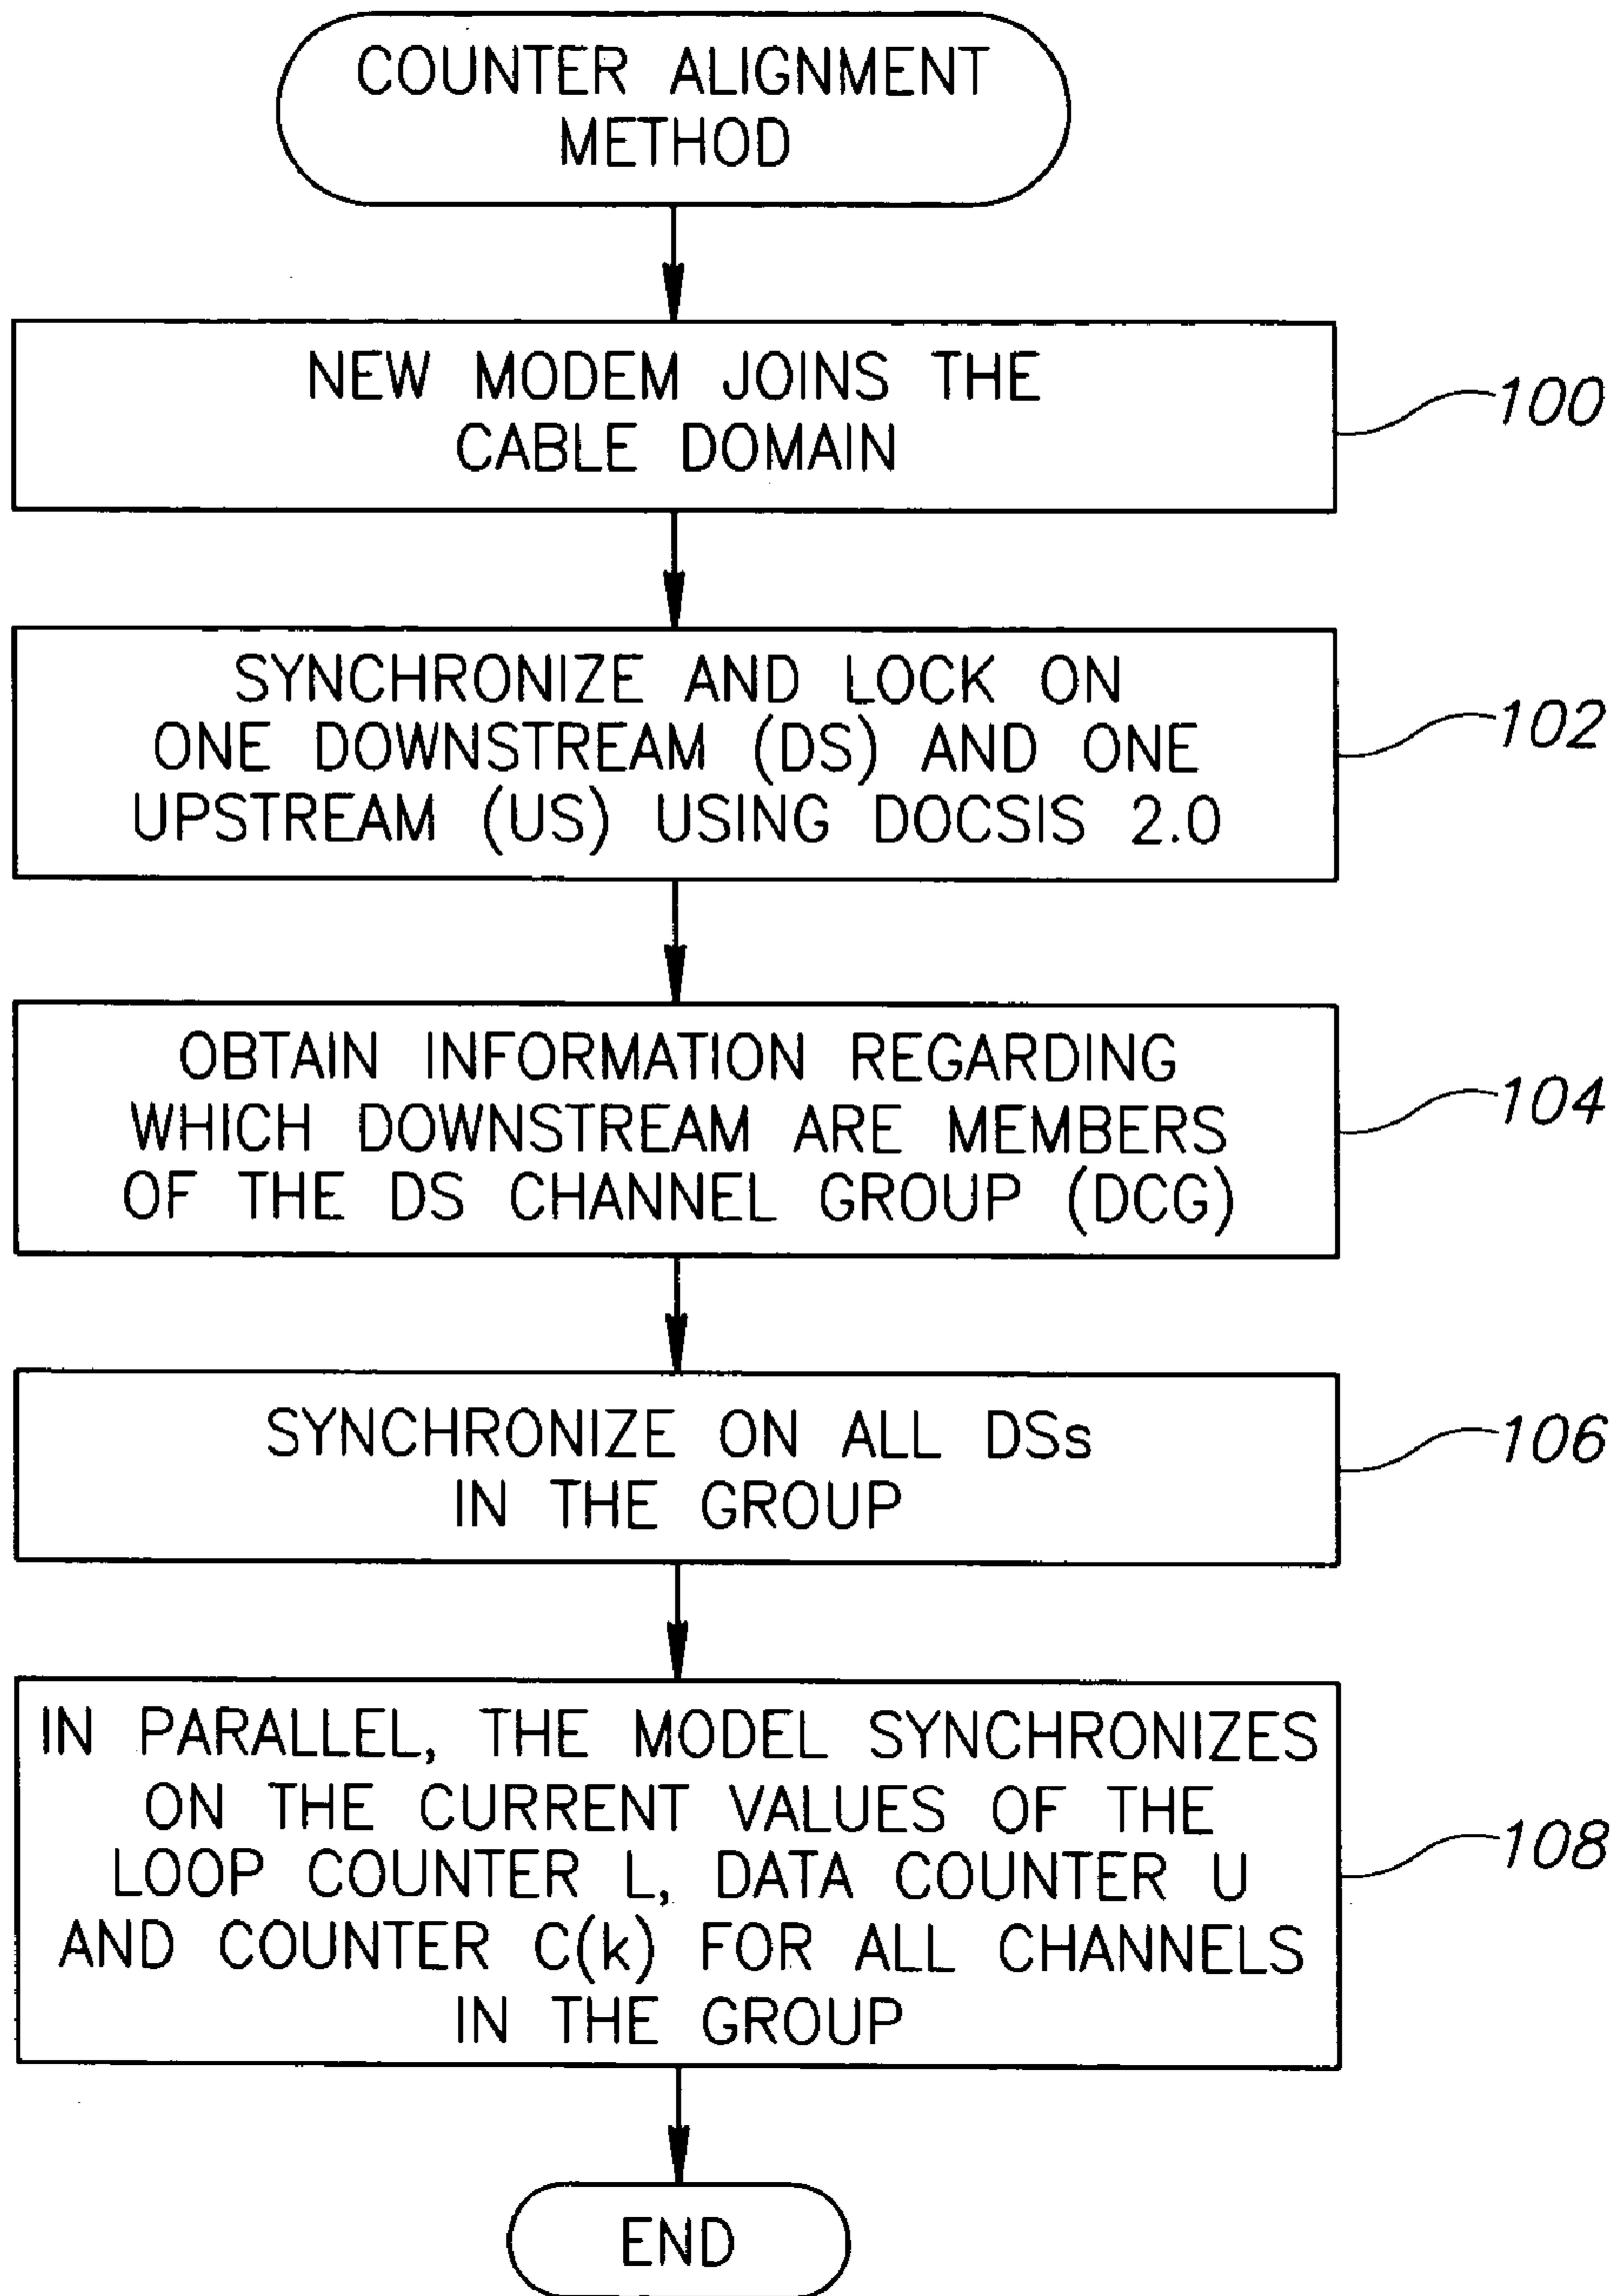 COUNTER ALIGNMENT
METHOD
NEW MODEM JOINS THE
CABLE DOMAIN
100
SYNCHRONIZE AND LOCK ON
ONE DOWNSTREAM (DS) AND ONE
UPSTREAM (US) USING DOCSIS 2.0
102
OBTAIN INFORMATION REGARDING
WHICH DOWNSTREAM ARE MEMBERS
OF THE DS CHANNEL GROUP (DCG)
104
SYNCHRONIZE ON ALL DSs
IN THE GROUP
106
IN PARALLEL, THE MODEL SYNCHRONIZES
ON THE CURRENT VALUES OF THE
LOOP COUNTER L, DATA COUNTER U
AND COUNTER C(k) FOR ALL CHANNELS
IN THE GROUP
108
END